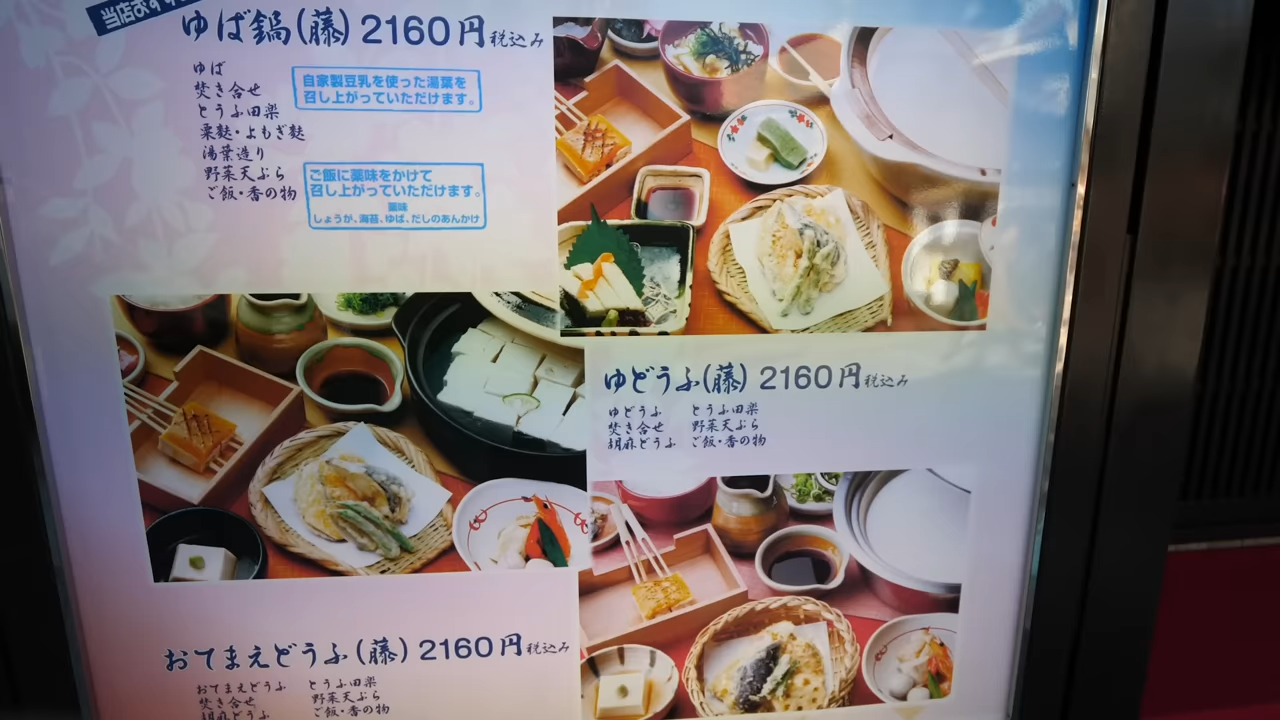 当店おすす
ゆば鍋(藤) 2160円税込み
ゆば
焚き合せ
とうふ田楽
粟麩・よもぎ麩
湯葉造り
野菜天ぷら
ご飯・香の物
自家製豆乳を使った湯葉を
召し上がっていただけます。
ご飯に薬味をかけて
召し上がっていただけます。
薬味
しょうが、海苔、ゆば、だしのあんかけ
ゆどうふ(藤) 2160円税込み
ゆどうふ とうふ田楽
焚き合せ 野菜天ぷら
胡麻どうふ ご飯・香の物
おてまえどうふ(藤) 2160円税込み
おてまえどうふ とうふ田楽
焚き合せ 野菜天ぷら
胡麻どうふ ご飯・香の物